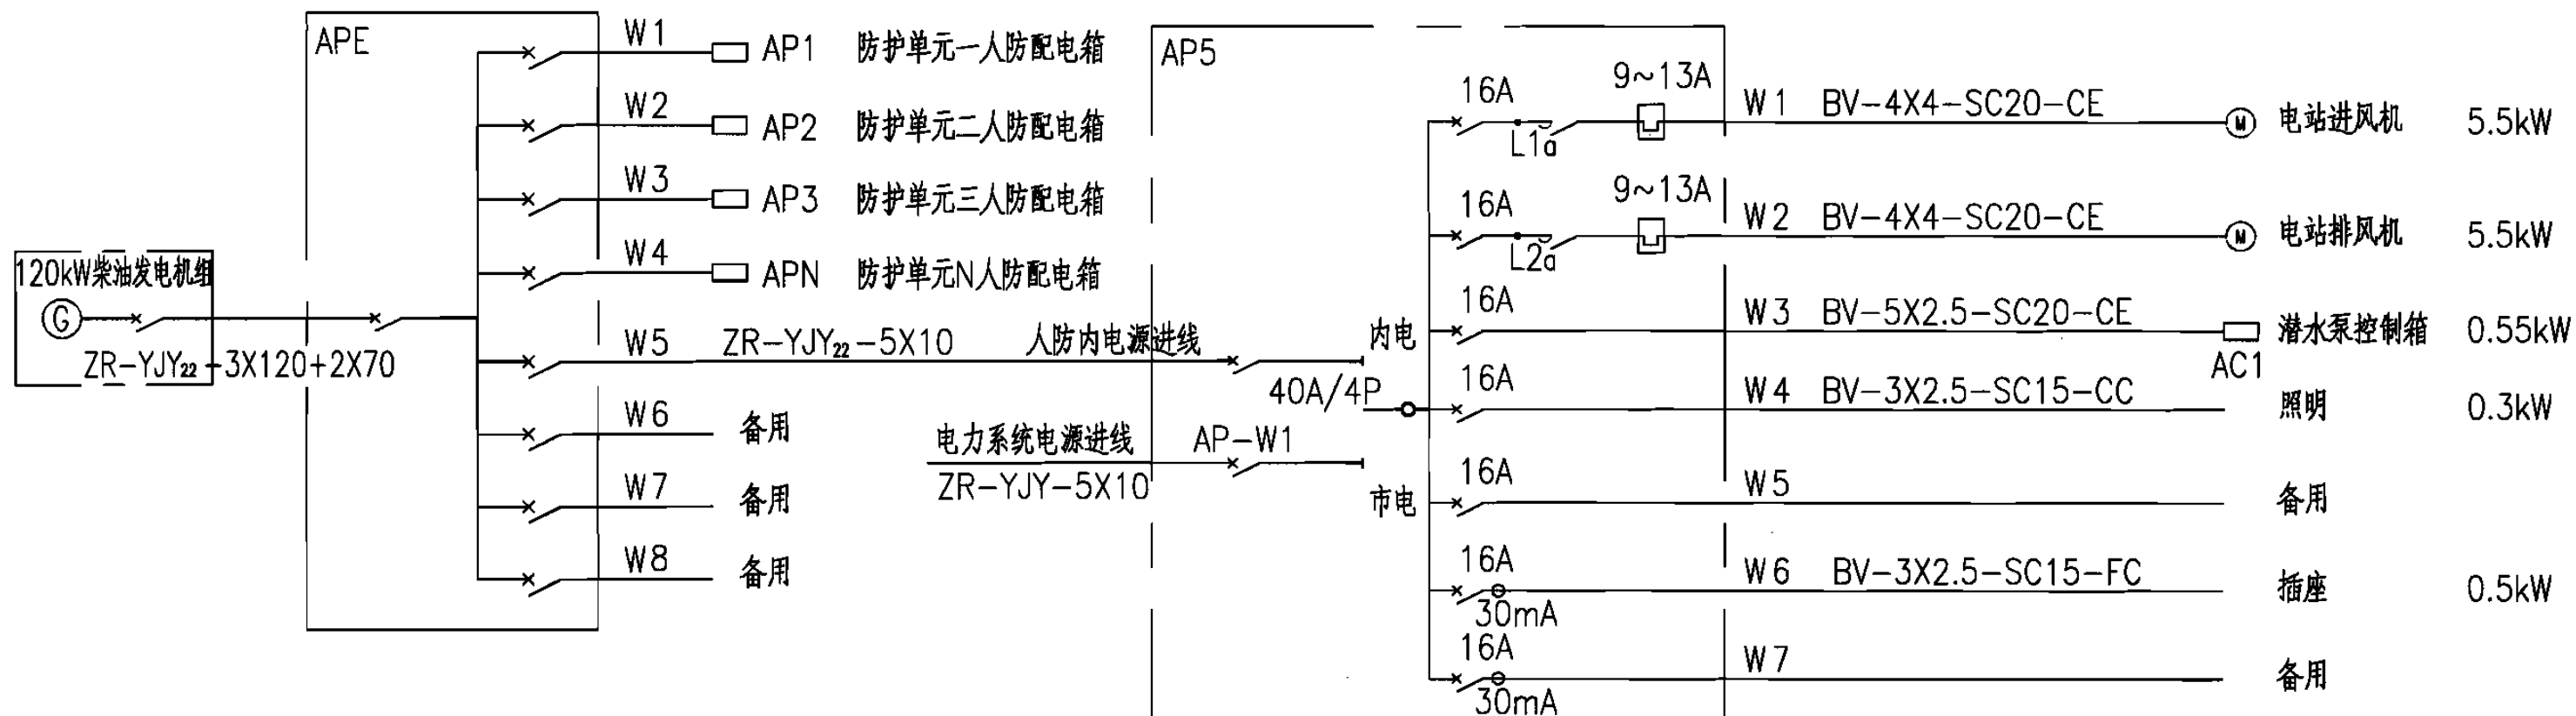 120kW柴油发电机组
G
ZR-YJY22-3X120+2X70
APE
W1 AP1 防护单元一人防配电箱
W2 AP2 防护单元二人防配电箱
W3 AP3 防护单元三人防配电箱
W4 APN 防护单元N人防配电箱
W5 ZR-YJY22-5X10 人防内电源进线
W6 备用
W7 备用
W8 备用
电力系统电源进线 AP-W1
ZR-YJY-5X10
AP5
40A/4P
内电
市电
16A L1a 9~13A W1 BV-4X4-SC20-CE M 电站进风机 5.5kW
16A L2a 9~13A W2 BV-4X4-SC20-CE M 电站排风机 5.5kW
16A W3 BV-5X2.5-SC20-CE AC1 潜水泵控制箱 0.55kW
16A W4 BV-3X2.5-SC15-CC 照明 0.3kW
16A W5 备用
16A 30mA W6 BV-3X2.5-SC15-FC 插座 0.5kW
16A 30mA W7 备用